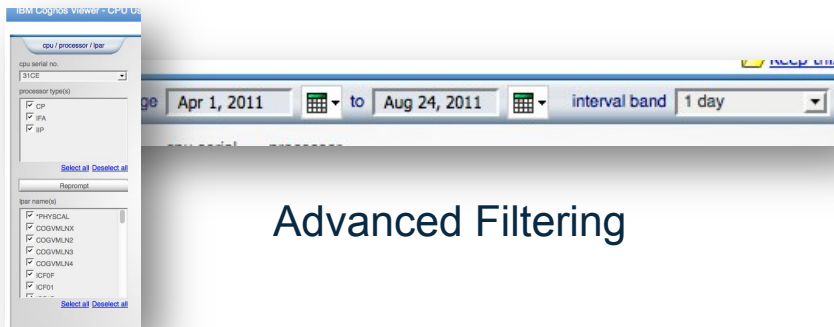 IBM Cognos Viewer - CPU Us
cpu / processor / lpar
cpu serial no.
31CE
processor type(s)
CP
IFA
IIP
Select all Deselect all
Reprompt
lpar name(s)
*PHYSCAL
COGVMLNX
COGVMLN2
COGVMLN3
COGVMLN4
ICF0F
ICF01
Select all Deselect all
Keep this
ge Apr 1, 2011 to Aug 24, 2011 interval band 1 day
Advanced Filtering